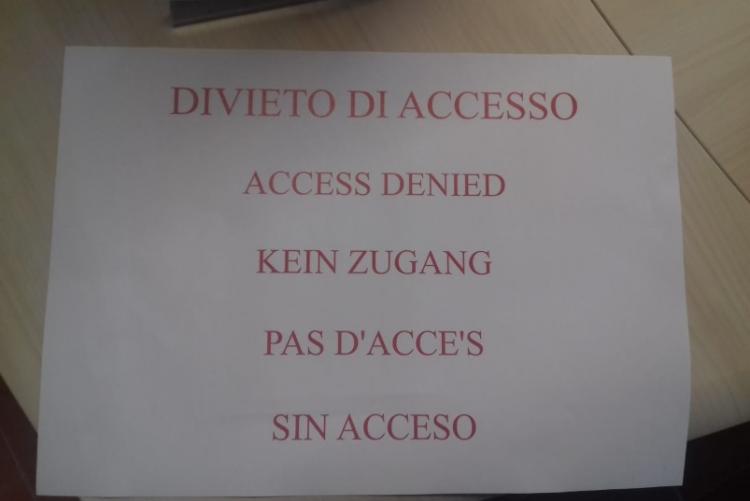 DIVIETO DI ACCESSO
ACCESS DENIED
KEIN ZUGANG
PAS D'ACCE'S
SIN ACCESO